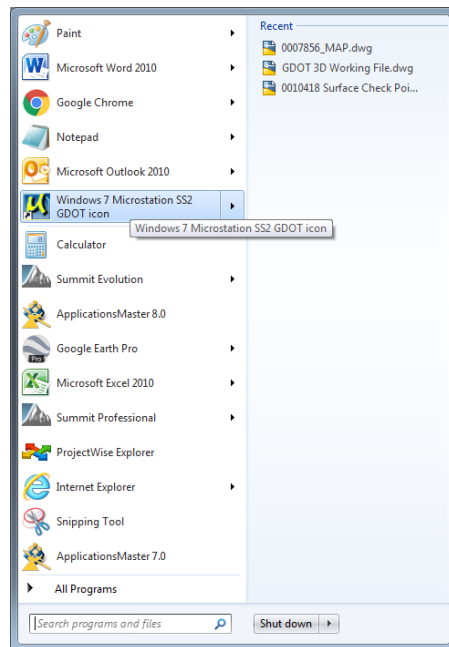 Paint
Microsoft Word 2010
Google Chrome
Notepad
Microsoft Outlook 2010
Windows 7 Microstation SS2
GDOT icon
Windows 7 Microstation SS2 GDOT icon
Calculator
Summit Evolution
ApplicationsMaster 8.0
Google Earth Pro
Pro
Microsoft Excel 2010
Summit Professional
ProjectWise Explorer
Internet Explorer
Snipping Tool
ApplicationsMaster 7.0
All Programs
Search programs and files
Shut down
Recent
0007856_MAP.dwg
GDOT 3D Working File.dwg
0010418 Surface Check Poi...